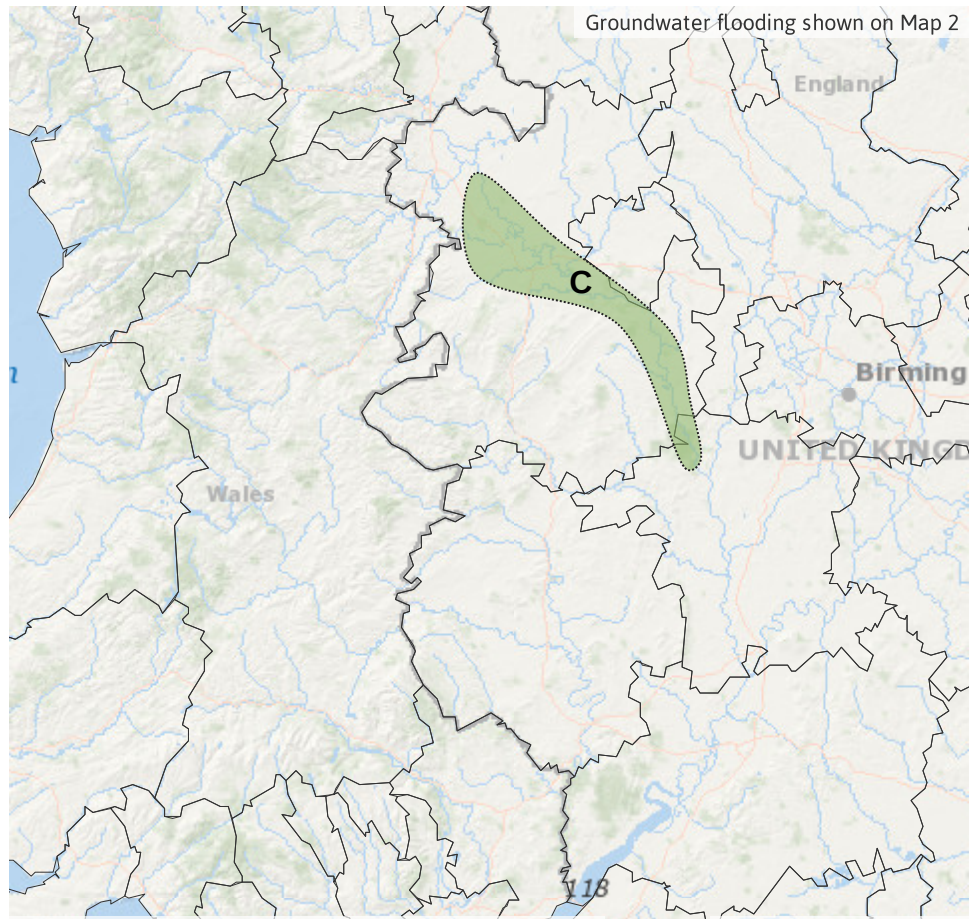 Groundwater flooding shown on Map 2
England
C
n
Birming
UNITED KINGD
Wales
118